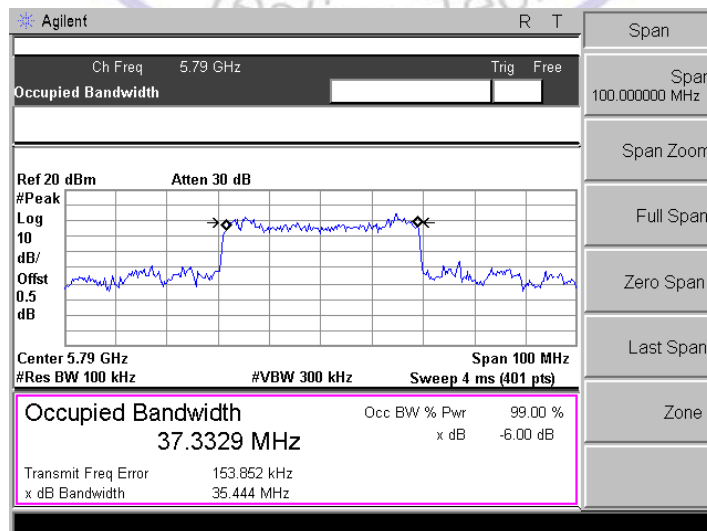 Agilent R T
Ch Freq 5.79 GHz Trig Free
Occupied Bandwidth
Ref 20 dBm Atten 30 dB
#Peak
Log
10
dB/
Offst
0.5
dB
Center 5.79 GHz Span 100 MHz
#Res BW 100 kHz #VBW 300 kHz Sweep 4 ms (401 pts)
Occupied Bandwidth
37.3329 MHz
Occ BW % Pwr 99.00 %
x dB -6.00 dB
Transmit Freq Error 153.852 kHz
x dB Bandwidth 35.444 MHz
Span
Span
100.000000 MHz
Span Zoom
Full Span
Zero Span
Last Span
Zone